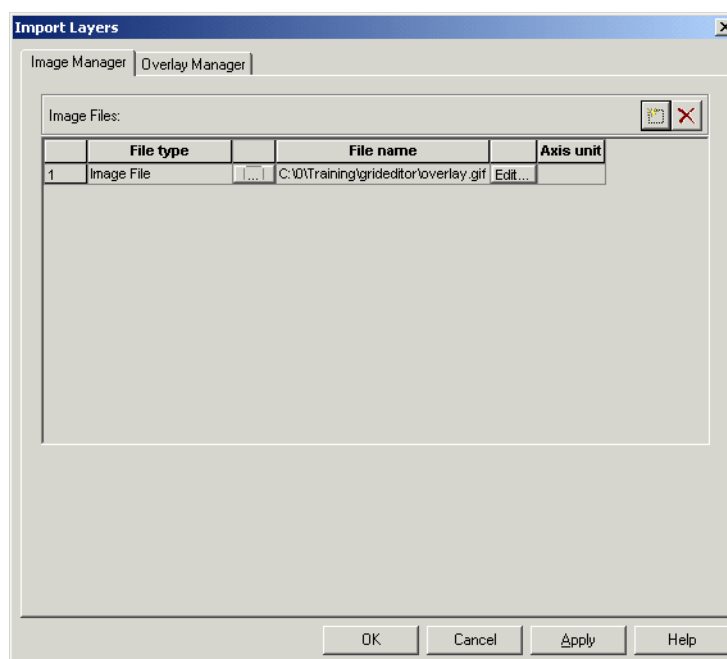 Import Layers
Image Manager Overlay Manager
Image Files:
File type File name Axis unit
1 Image File ... C:\0\Training\grideditor\overlay.gif Edit...
OK Cancel Apply Help